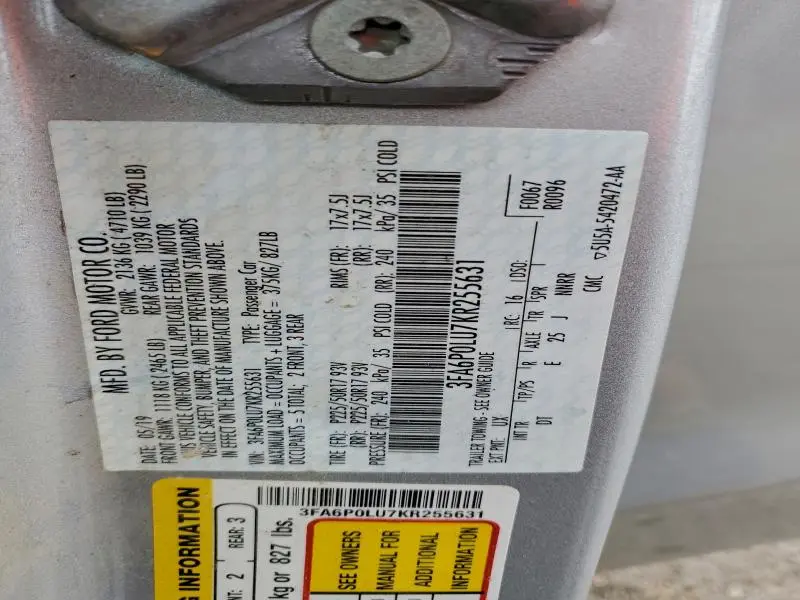 MFD. BY FORD MOTOR CO.
DATE: 05/19 GVWR: 2136 KG ( 4710 LB)
FRONT GAWR: 1118 KG (2465 LB) REAR GAWR: 1039 KG (2290 LB)
THIS VEHICLE CONFORMS TO ALL APPLICABLE FEDERAL MOTOR
VEHICLE SAFETY, BUMPER, AND THEFT PREVENTION STANDARDS
IN EFFECT ON THE DATE OF MANUFACTURE SHOWN ABOVE.
VIN: 3FA6P0LU7KR255631 TYPE: Passenger Car
MAXIMUM LOAD = OCCUPANTS + LUGGAGE = 375KG/ 827LB
OCCUPANTS = 5 TOTAL; 2 FRONT, 3 REAR
TIRE (FR): P225/50R17 93V RIMS (FR): 17x7.5J
(RR): P225/50R17 93V (RR): 17x7.5J
PRESSURE (FR): 240 kPa/ 35 PSI COLD (RR): 240 kPa/ 35 PSI COLD
3FA6P0LU7KR255631
TRAILER TOWING - SEE OWNER GUIDE
F0067
R0096
EXT PNT: UX RC: 16 DSO:
INT TR TP/PS R AXLE TR SPR
DT E 25 J NRRR
CNC
▽5U5A-5420472-AA
3FA6P0LU7KR255631
INFORMATION
2 REAR: 3
kg or 827 lbs.
SEE OWNERS
MANUAL FOR
ADDITIONAL
INFORMATION